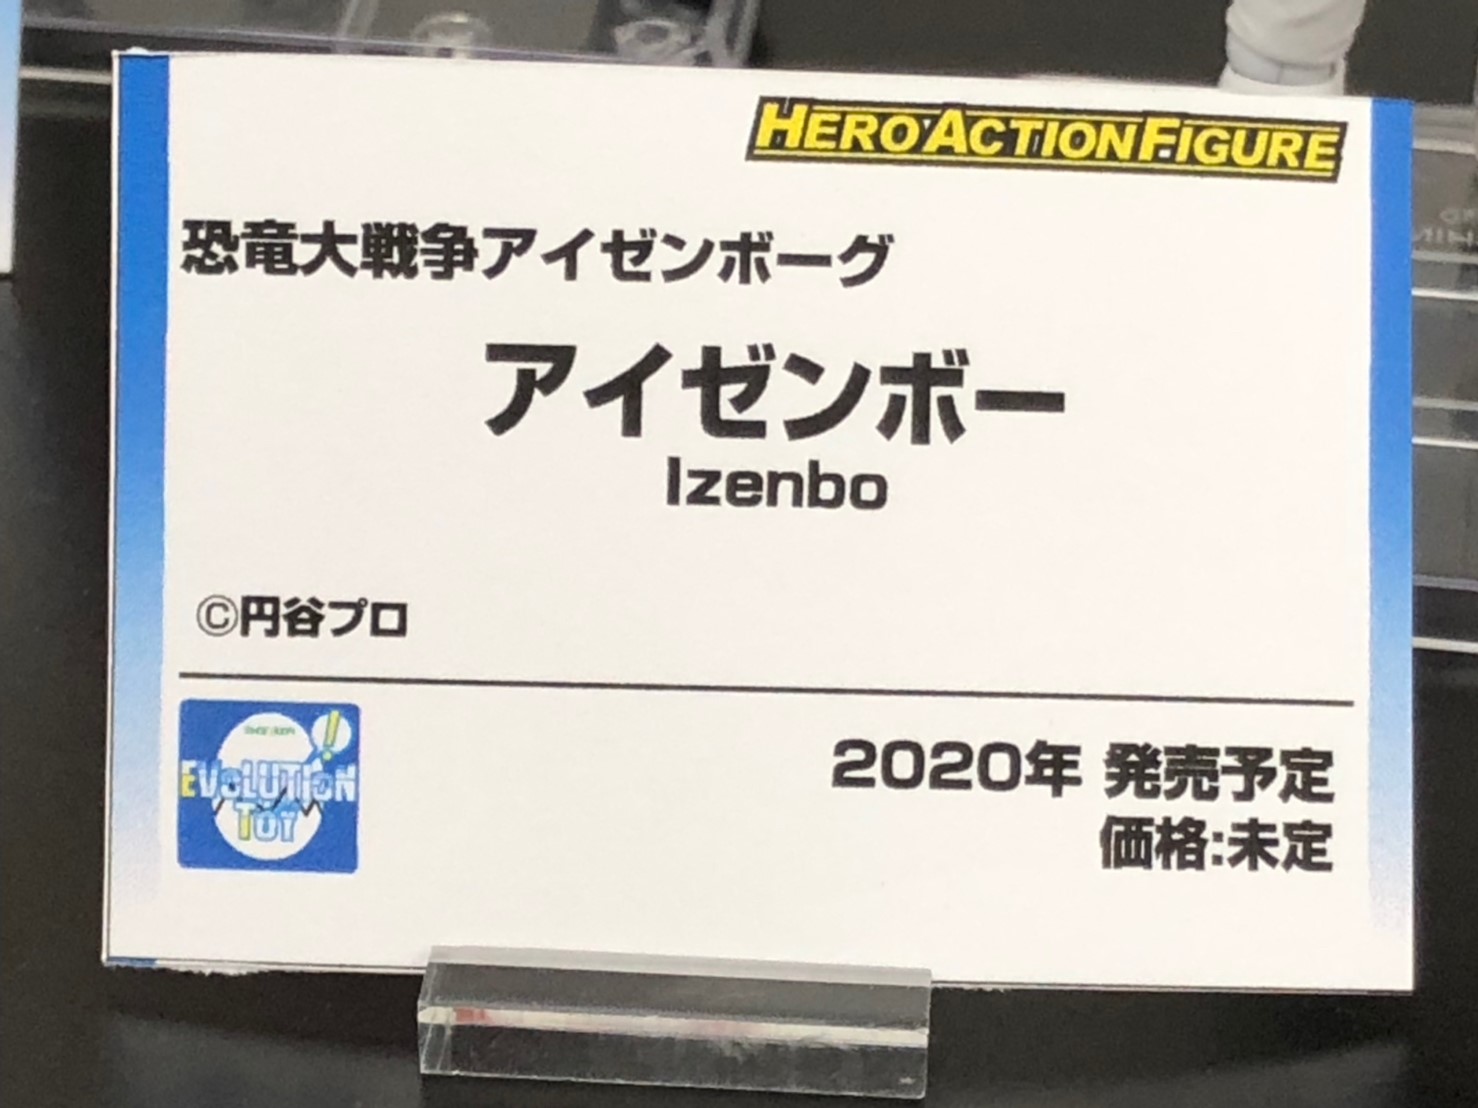 HERO ACTION FIGURE
恐竜大戦争アイゼンボーグ
アイゼンボー
Izenbo
©円谷プロ
EVOLUTION
TOY
2020年 発売予定
価格:未定